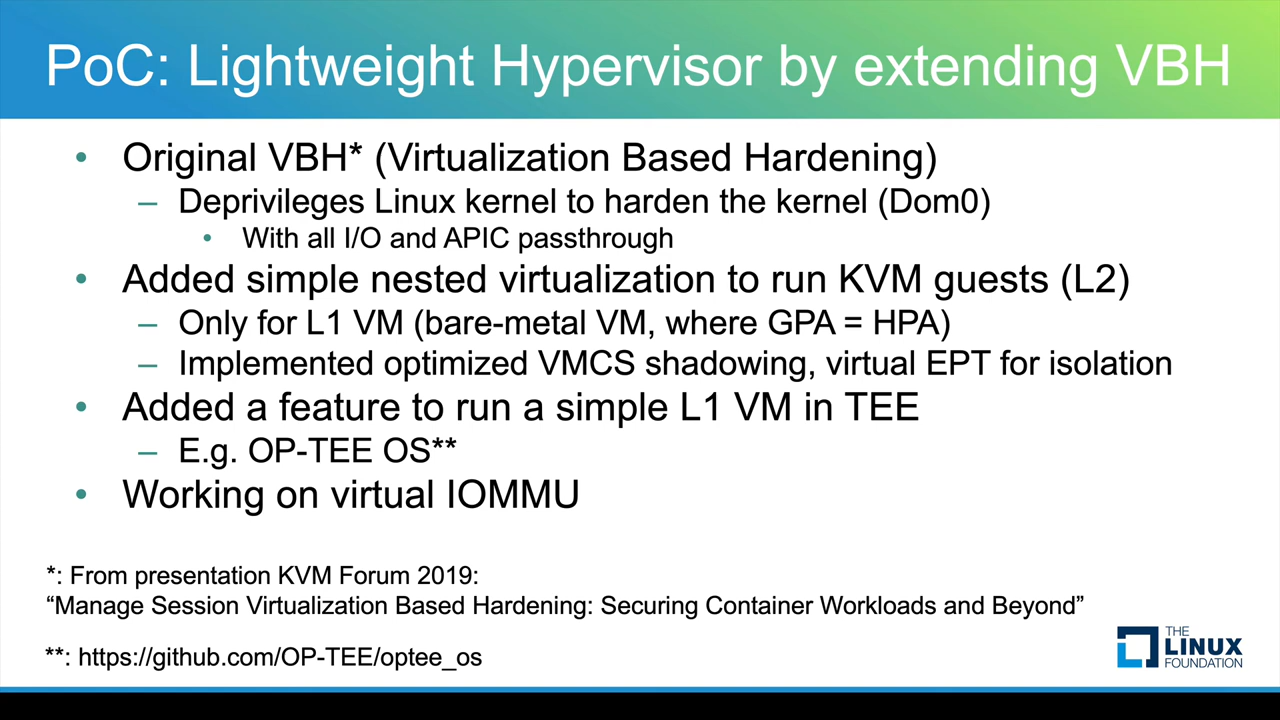 PoC: Lightweight Hypervisor by extending VBH
• Original VBH* (Virtualization Based Hardening)
– Deprivileges Linux kernel to harden the kernel (Dom0)
• With all I/O and APIC passthrough
• Added simple nested virtualization to run KVM guests (L2)
– Only for L1 VM (bare-metal VM, where GPA = HPA)
– Implemented optimized VMCS shadowing, virtual EPT for isolation
• Added a feature to run a simple L1 VM in TEE
– E.g. OP-TEE OS**
• Working on virtual IOMMU
*: From presentation KVM Forum 2019:
“Manage Session Virtualization Based Hardening: Securing Container Workloads and Beyond”
**: https://github.com/OP-TEE/optee_os
THE
LINUX
FOUNDATION